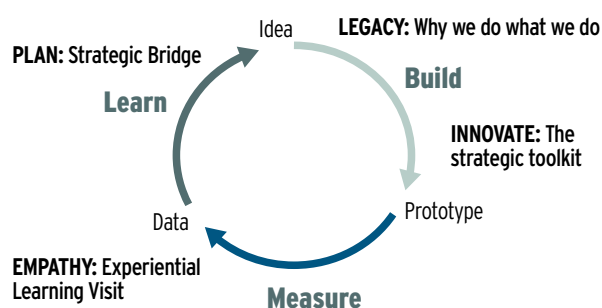 Idea
LEGACY: Why we do what we do
PLAN: Strategic Bridge
Learn
Build
INNOVATE: The
strategic toolkit
Prototype
Data
EMPATHY: Experiential
Learning Visit
Measure